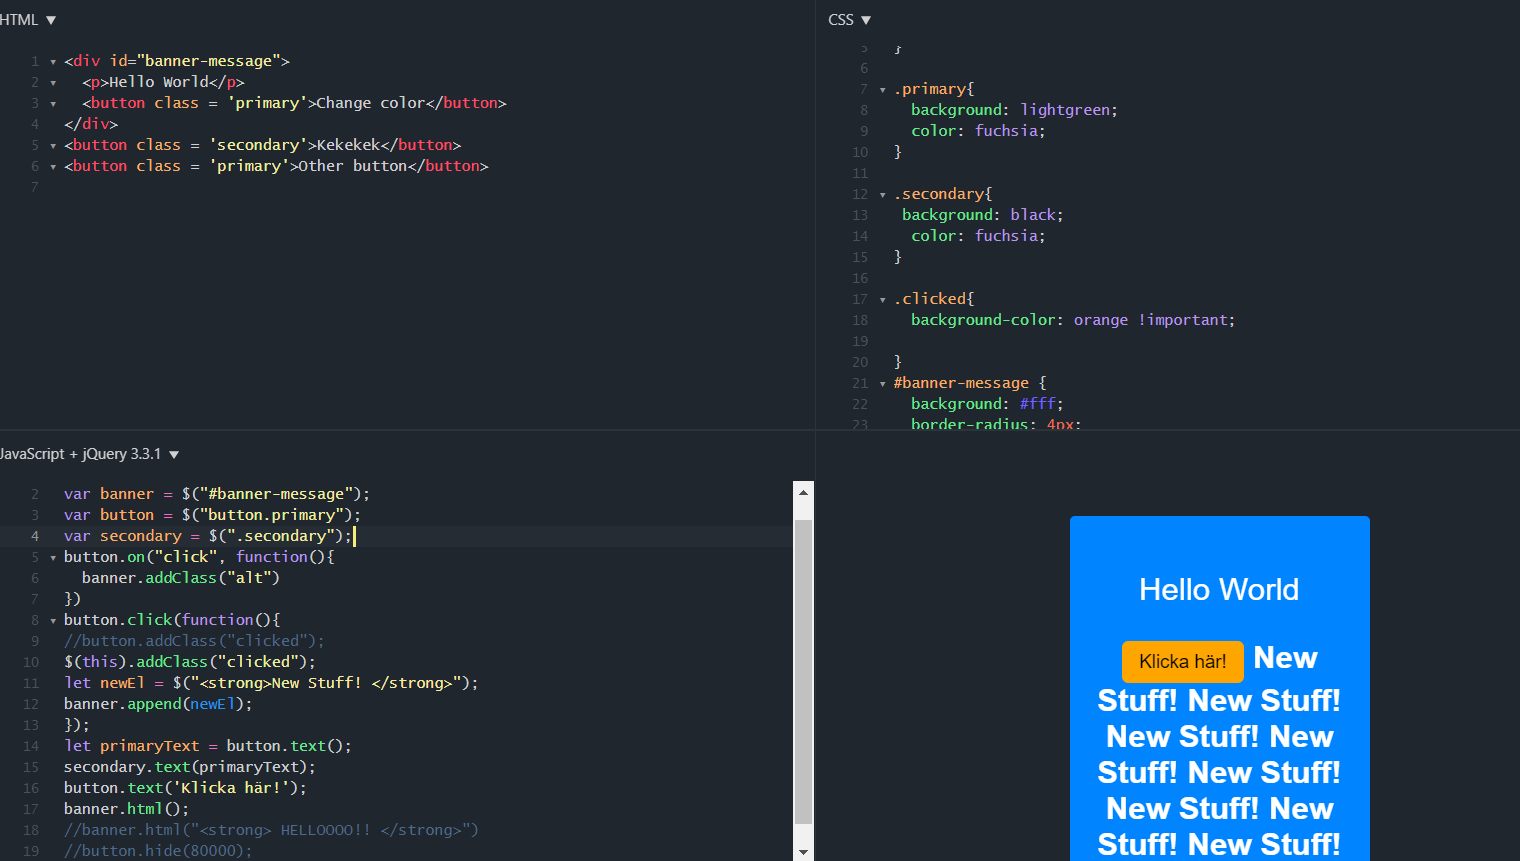 HTML ▼
1 <div id="banner-message">
2 <p>Hello World</p>
3 <button class = 'primary'>Change color</button>
4 </div>
5 <button class = 'secondary'>Kekekek</button>
6 <button class = 'primary'>Other button</button>
7
CSS ▼
5 }
6
7 .primary{
8 background: lightgreen;
9 color: fuchsia;
10 }
11
12 .secondary{
13 background: black;
14 color: fuchsia;
15 }
16
17 .clicked{
18 background-color: orange !important;
19
20 }
21 #banner-message {
22 background: #fff;
23 border-radius: 4px;
JavaScript + jQuery 3.3.1 ▼
2 var banner = $("#banner-message");
3 var button = $("button.primary");
4 var secondary = $(".secondary");
5 button.on("click", function(){
6 banner.addClass("alt")
7 })
8 button.click(function(){
9 //button.addClass("clicked");
10 $(this).addClass("clicked");
11 let newEl = $("<strong>New Stuff! </strong>");
12 banner.append(newEl);
13 });
14 let primaryText = button.text();
15 secondary.text(primaryText);
16 button.text('Klicka här!');
17 banner.html();
18 //banner.html("<strong> HELLOOOO!! </strong>")
19 //button.hide(80000);
Hello World
Klicka här! New
Stuff! New Stuff!
New Stuff! New
Stuff! New Stuff!
New Stuff! New
Stuff! New Stuff!